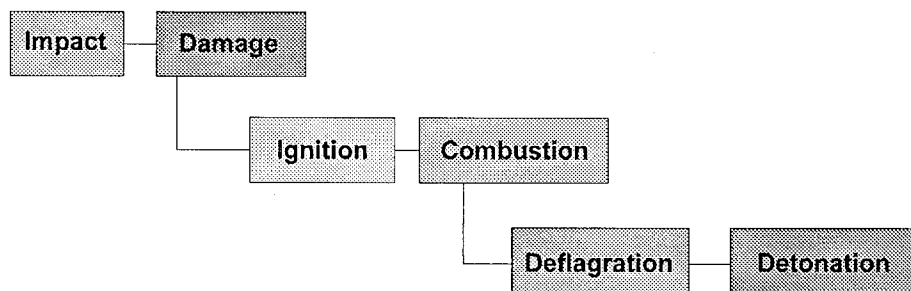 Impact
Damage
Ignition
Combustion
Deflagration
Detonation